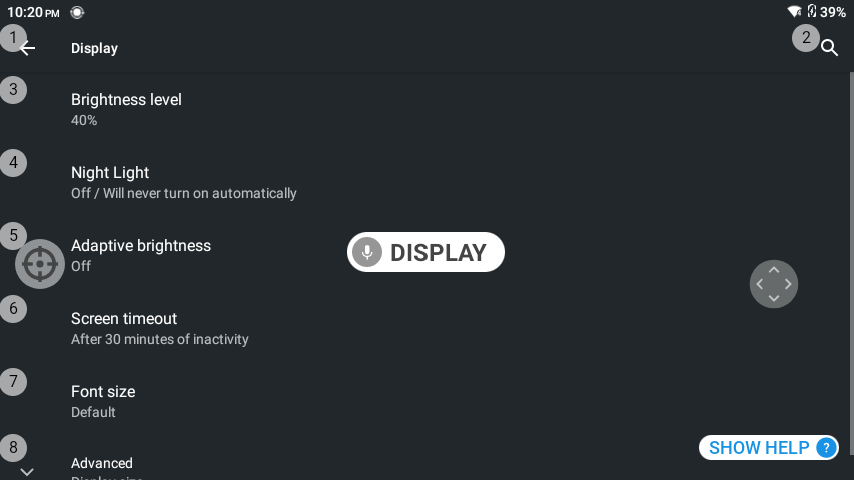 10:20 PM
39%
1
Display
2
3
Brightness level
40%
4
Night Light
Off / Will never turn on automatically
5
Adaptive brightness
Off
DISPLAY
6
Screen timeout
After 30 minutes of inactivity
7
Font size
Default
8
Advanced
Display size
SHOW HELP ?